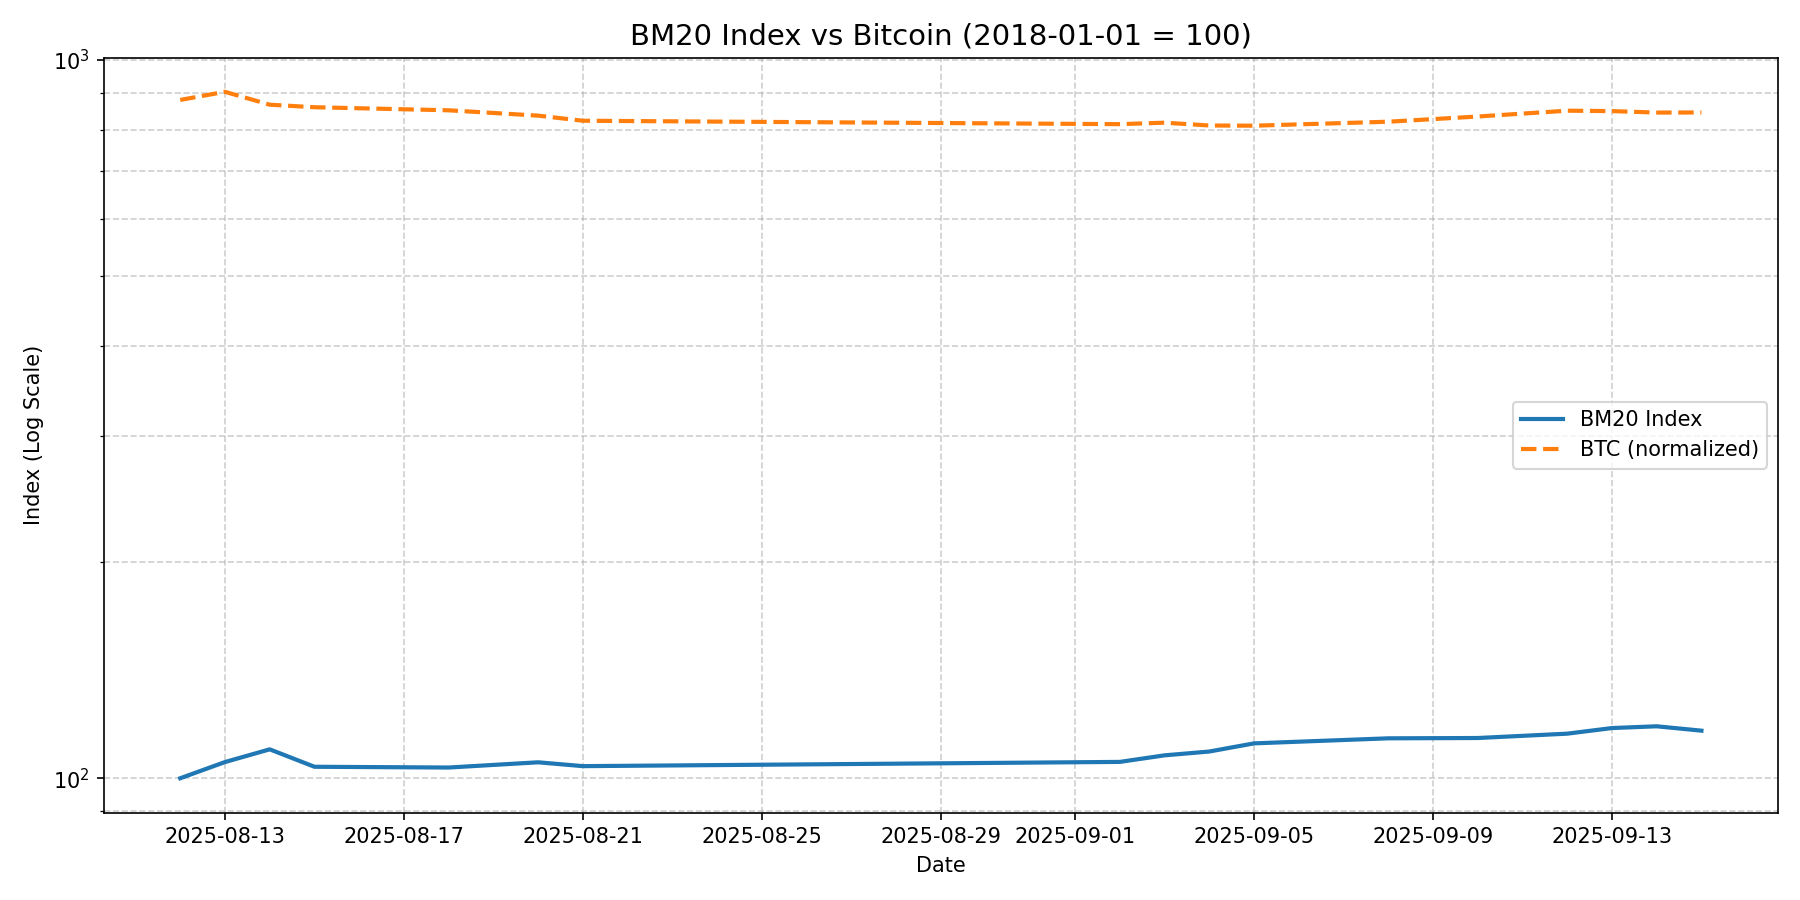 BM20 Index vs Bitcoin (2018-01-01 = 100)
10³
10²
Index (Log Scale)
BM20 Index
BTC (normalized)
2025-08-13 2025-08-17 2025-08-21 2025-08-25 2025-08-29 2025-09-01 2025-09-05 2025-09-09 2025-09-13
Date